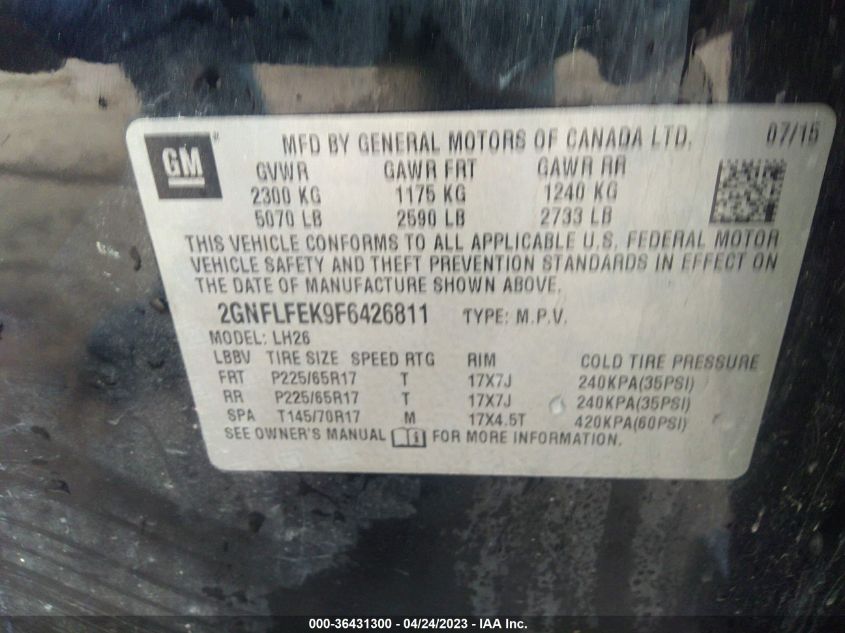 GM ® MFD BY GENERAL MOTORS OF CANADA LTD. 07/15
GVWR GAWR FRT GAWR RR
2300 KG 1175 KG 1240 KG
5070 LB 2590 LB 2733 LB
THIS VEHICLE CONFORMS TO ALL APPLICABLE U.S. FEDERAL MOTOR
VEHICLE SAFETY AND THEFT PREVENTION STANDARDS IN EFFECT ON
THE DATE OF MANUFACTURE SHOWN ABOVE.
2GNFLFEK9F6426811 TYPE: M.P.V.
MODEL: LH26
LBBV TIRE SIZE SPEED RTG RIM COLD TIRE PRESSURE
FRT P225/65R17 T 17X7J 240KPA(35PSI)
RR P225/65R17 T 17X7J 240KPA(35PSI)
SPA T145/70R17 M 17X4.5T 420KPA(60PSI)
SEE OWNER'S MANUAL FOR MORE INFORMATION.
000-36431300 - 04/24/2023 - IAA Inc.